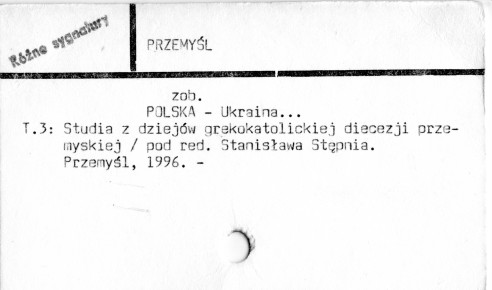 Różne sygnatury
PRZEMYŚL
zob.
POLSKA - Ukraina...
T.3: Studia z dziejów grekokatolickiej diecezji prze-
myskiej / pod red. Stanisława Stępnia.
Przemyśl, 1996. -